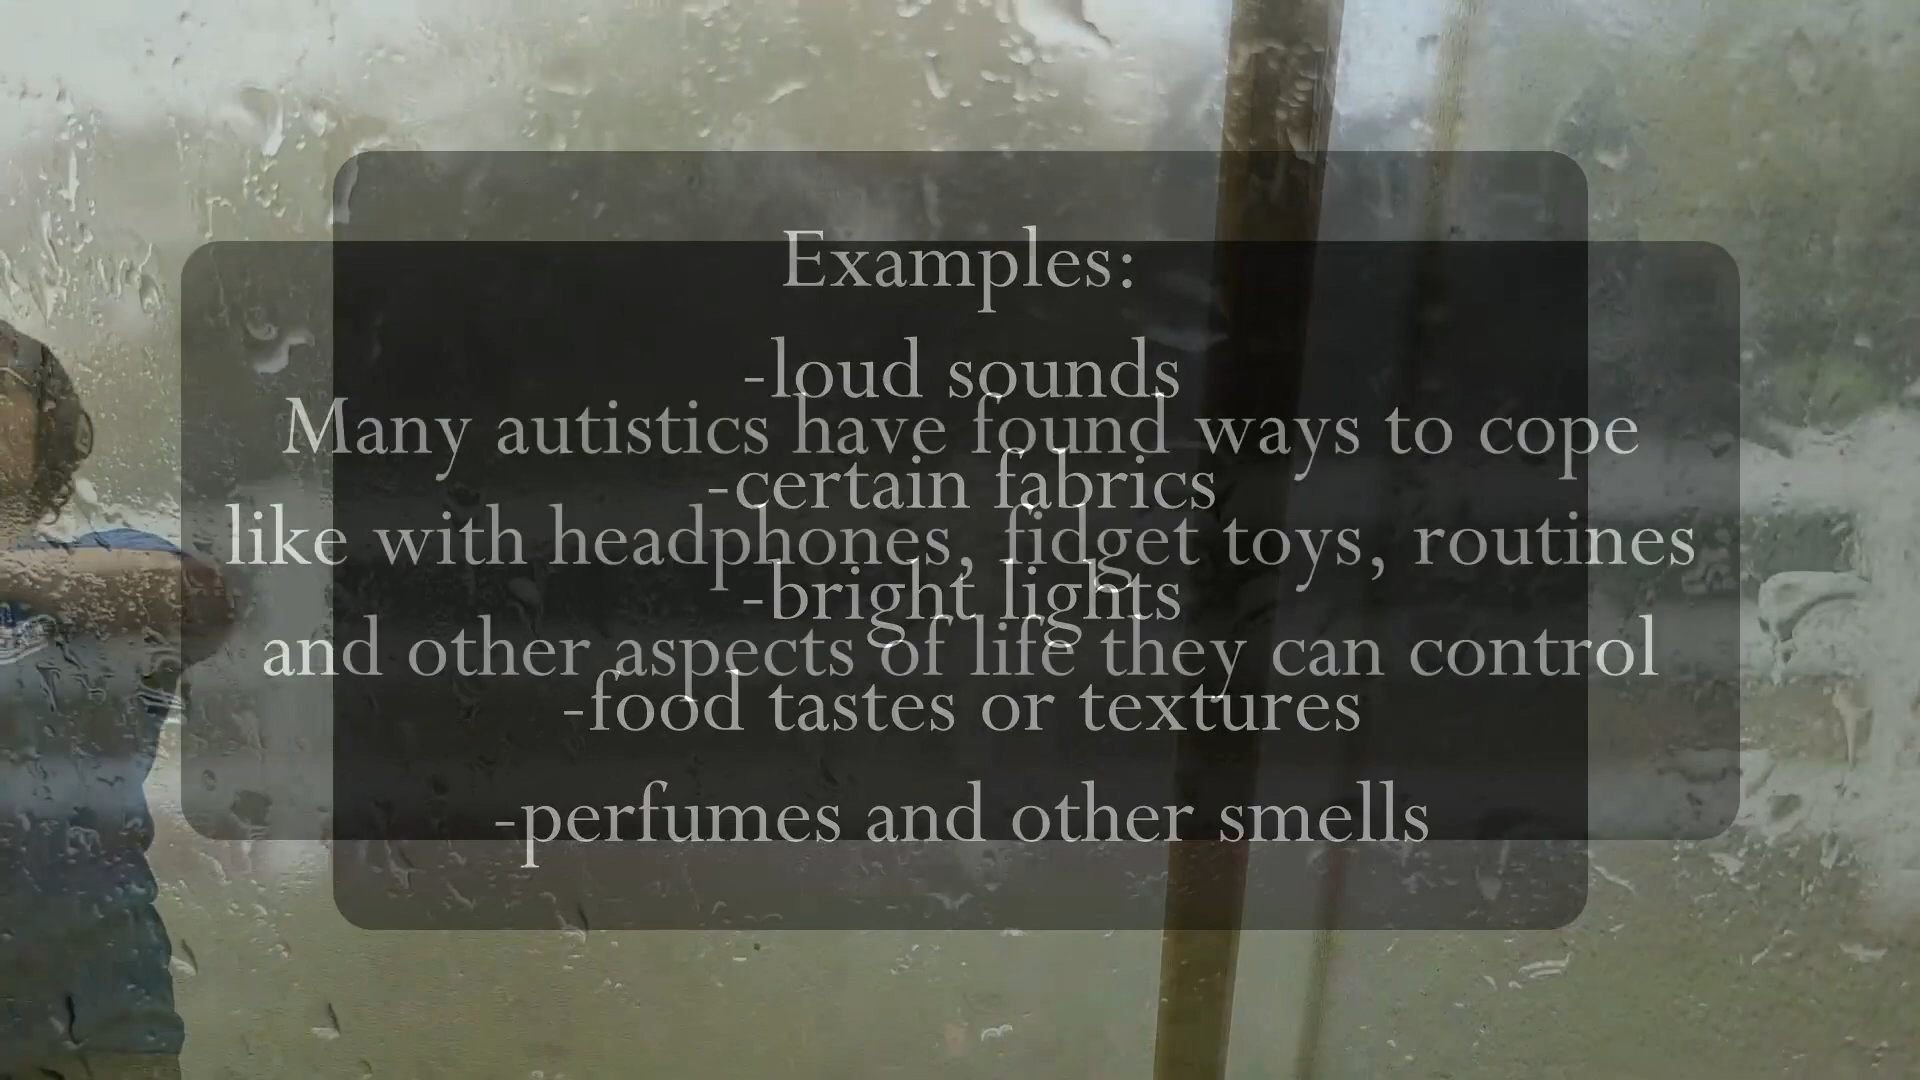 Examples:
-loud sounds
-certain fabrics
-bright lights
-food tastes or textures
-perfumes and other smells
Many autistics have found ways to cope
like with headphones, fidget toys, routines
and other aspects of life they can control